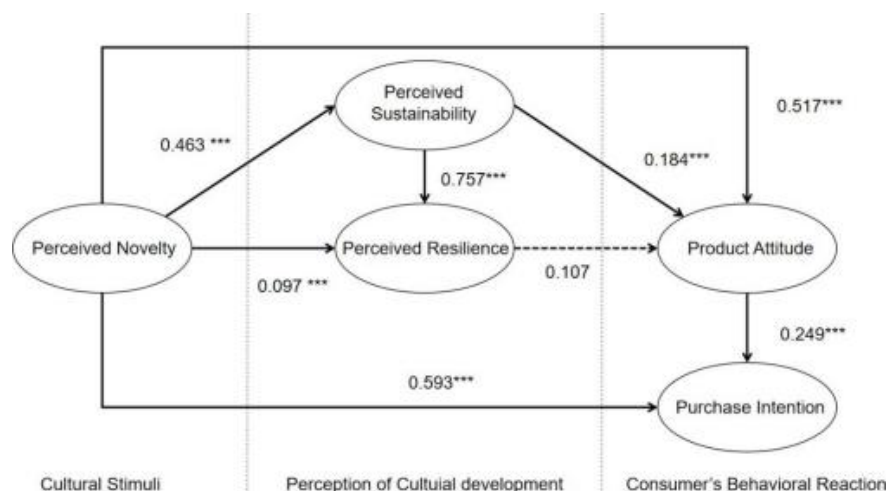 Perceived
Sustainability
0.517***
0.463 ***
0.184***
0.757***
Perceived Novelty
Perceived Resilience
Product Attitude
0.097 ***
0.107
0.249***
0.593***
Purchase Intention
Cultural Stimuli
Perception of Cultuial development
Consumer's Behavioral Reaction